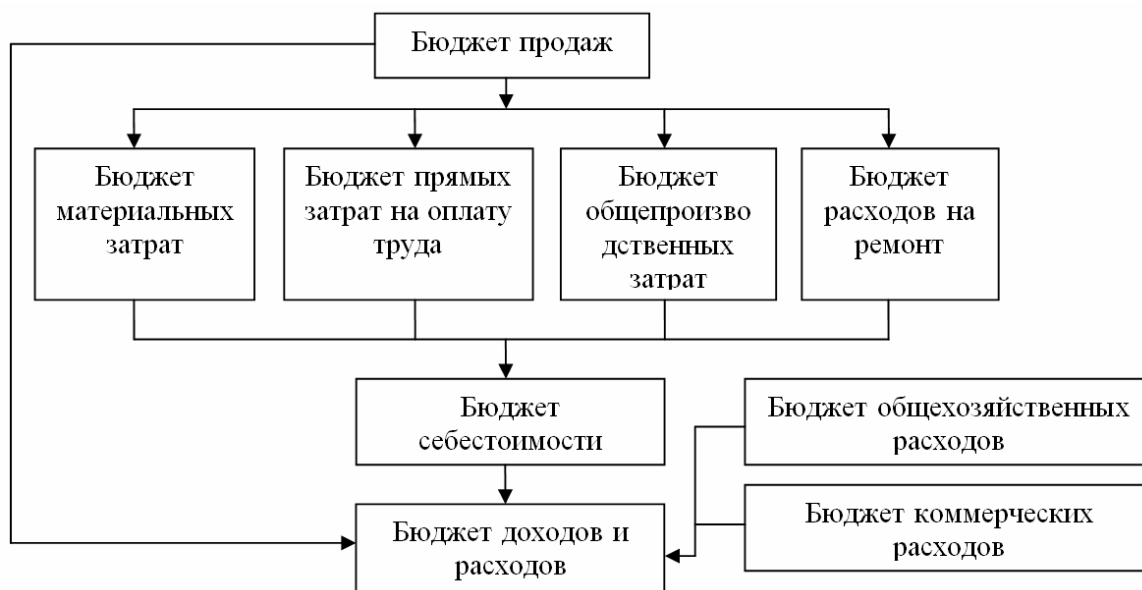 Бюджет продаж
Бюджет
материальных
затрат
Бюджет прямых
затрат на оплату
труда
Бюджет
общепроизво
дственных
затрат
Бюджет
расходов на
ремонт
Бюджет
себестоимости
Бюджет общехозяйственных
расходов
Бюджет коммерческих
расходов
Бюджет доходов и
расходов